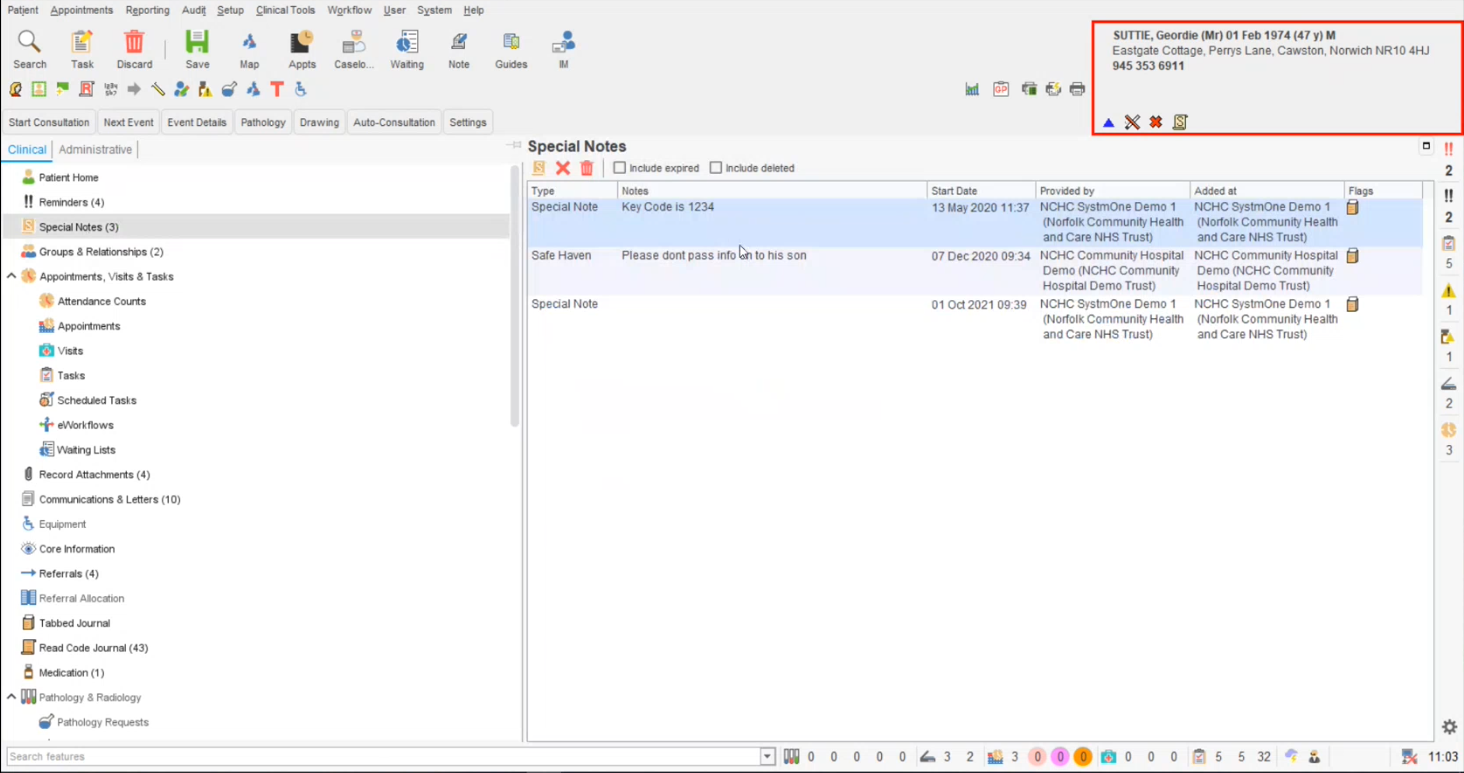 Patient Appointments Reporting Audit Setup Clinical Tools Workflow User System Help
Search Task Discard Save Map Appts Caselo... Waiting Note Guides IM
SUTTIE, Geordie (Mr) 01 Feb 1974 (47 y) M
Eastgate Cottage, Perrys Lane, Cawston, Norwich NR10 4HJ
945 353 6911
Start Consultation Next Event Event Details Pathology Drawing Auto-Consultation Settings
Clinical Administrative
Patient Home
Reminders (4)
Special Notes (3)
Groups & Relationships (2)
Appointments, Visits & Tasks
Attendance Counts
Appointments
Visits
Tasks
Scheduled Tasks
eWorkflows
Waiting Lists
Record Attachments (4)
Communications & Letters (10)
Equipment
Core Information
Referrals (4)
Referral Allocation
Tabbed Journal
Read Code Journal (43)
Medication (1)
Pathology & Radiology
Pathology Requests
Special Notes
Include expired Include deleted
Type Notes Start Date Provided by Added at Flags
Special Note Key Code is 1234 13 May 2020 11:37 NCHC SystmOne Demo 1 NCHC SystmOne Demo 1
(Norfolk Community Health (Norfolk Community Health
and Care NHS Trust) and Care NHS Trust)
Safe Haven Please dont pass info on to his son 07 Dec 2020 09:34 NCHC Community Hospital NCHC Community Hospital
Demo (NCHC Community Demo (NCHC Community
Hospital Demo Trust) Hospital Demo Trust)
Special Note 01 Oct 2021 09:39 NCHC SystmOne Demo 1 NCHC SystmOne Demo 1
(Norfolk Community Health (Norfolk Community Health
and Care NHS Trust) and Care NHS Trust)
!!
2
!!
2
5
1
1
2
3
Search features 0 0 0 0 0 3 2 3 0 0 0 0 0 0 5 5 32 11:03